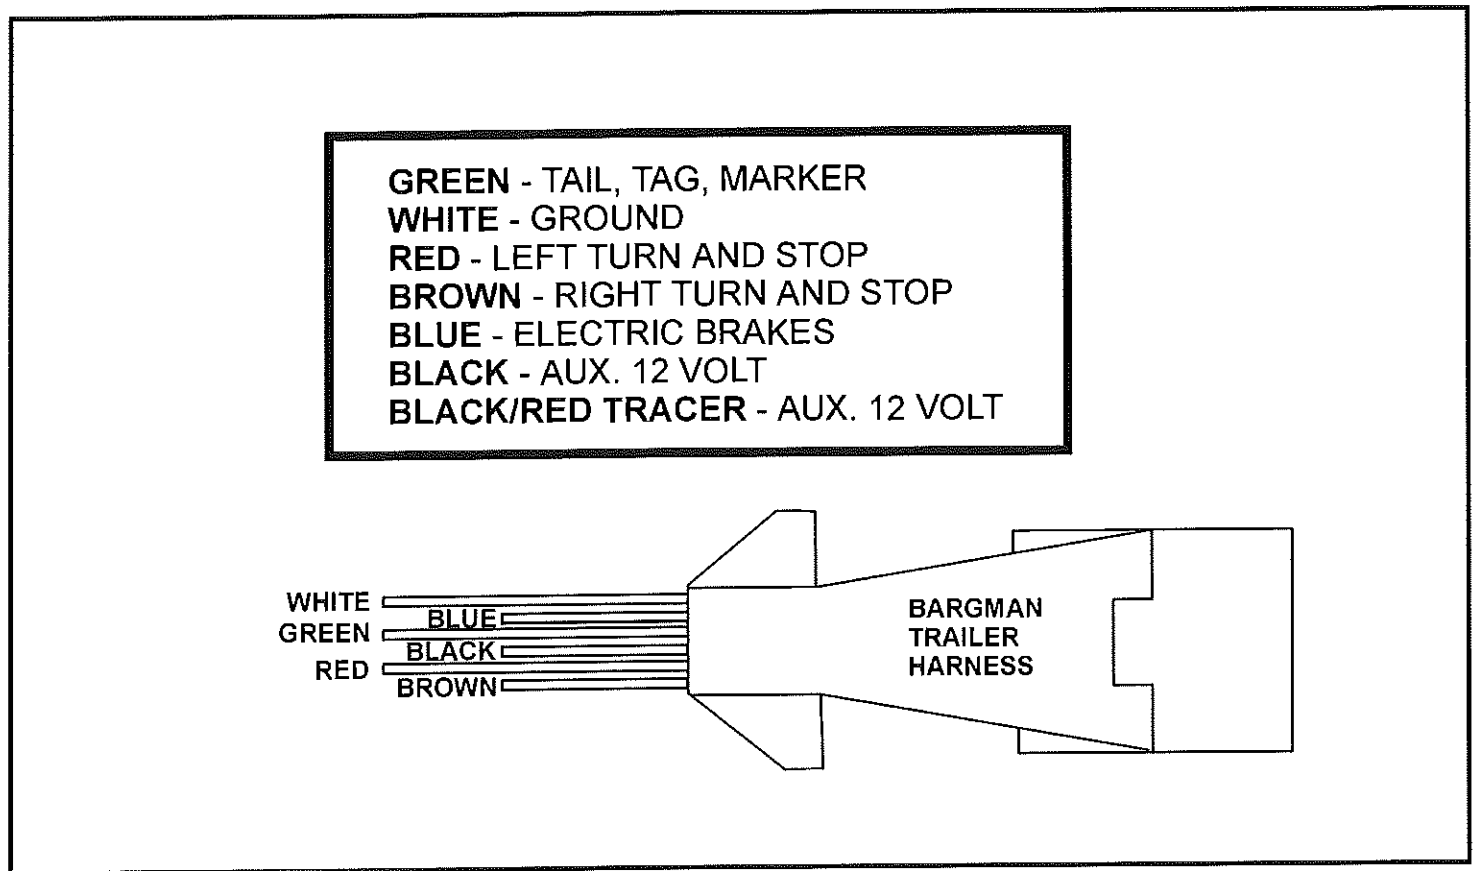 GREEN - TAIL, TAG, MARKER
WHITE - GROUND
RED - LEFT TURN AND STOP
BROWN - RIGHT TURN AND STOP
BLUE - ELECTRIC BRAKES
BLACK - AUX. 12 VOLT
BLACK/RED TRACER - AUX. 12 VOLT
WHITE
BLUE
GREEN
BLACK
RED
BROWN
BARGMAN
TRAILER
HARNESS